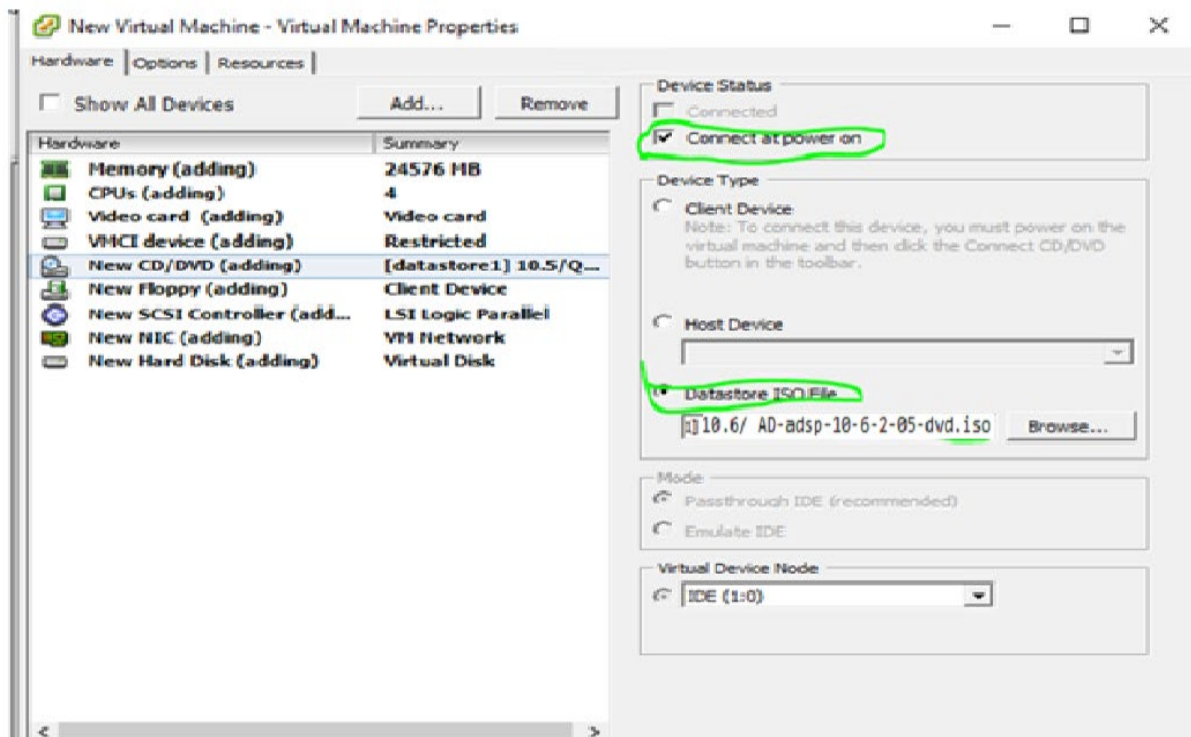 New Virtual Machine - Virtual Machine Properties
Hardware Options Resources
Show All Devices Add... Remove
Hardware Summary
Memory (adding) 24576 MB
CPUs (adding) 4
Video card (adding) Video card
VMCI device (adding) Restricted
New CD/DVD (adding) [datastore1] 10.5/Q...
New Floppy (adding) Client Device
New SCSI Controller (add... LSI Logic Parallel
New NIC (adding) VM Network
New Hard Disk (adding) Virtual Disk
Device Status
Connected
Connect at power on
Device Type
Client Device
Note: To connect this device, you must power on the
virtual machine and then click the Connect CD/DVD
button in the toolbar.
Host Device
Datastore ISO File
1]10.6/ AD-adsp-10-6-2-05-dvd.iso Browse...
Mode
Passthrough IDE (recommended)
Emulate IDE
Virtual Device Node
IDE (1:0)